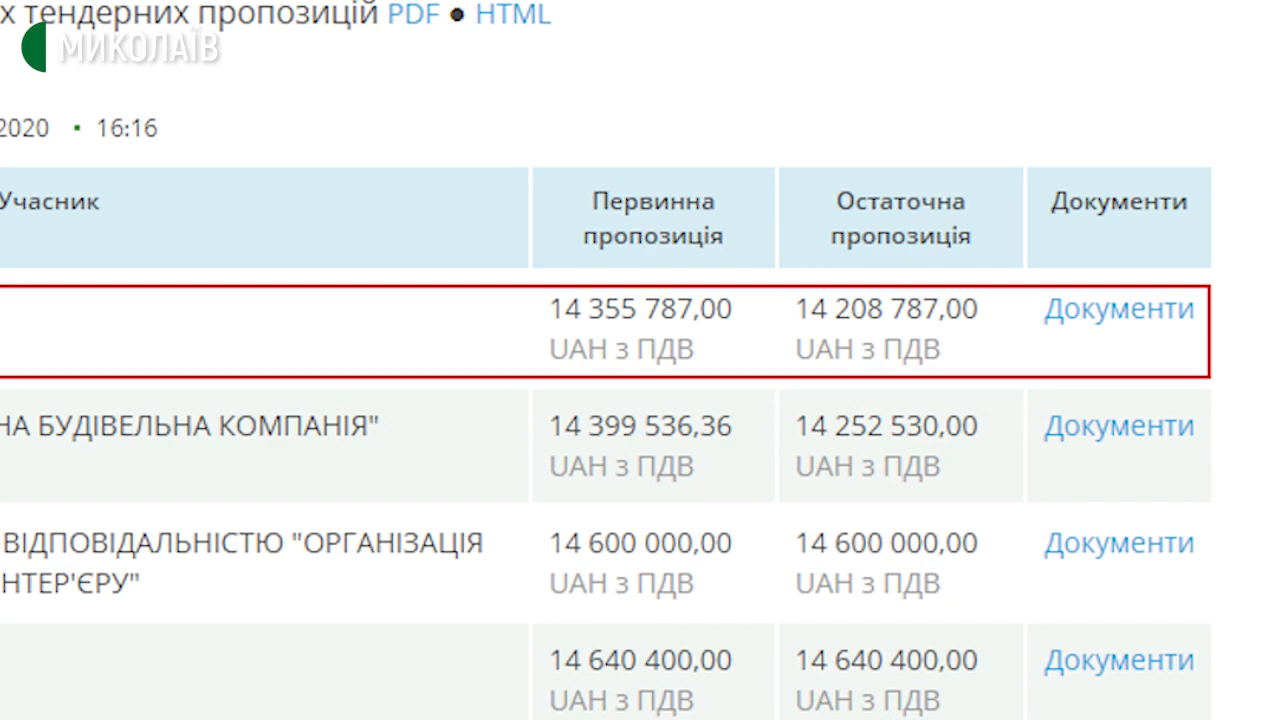 х тендерних пропозицій PDF ● HTML
МИКОЛАЇВ
2020 ▪ 16:16
Учасник
Первинна
пропозиція
Остаточна
пропозиція
Документи
14 355 787,00
UAH з ПДВ
14 208 787,00
UAH з ПДВ
Документи
НА БУДІВЕЛЬНА КОМПАНІЯ"
14 399 536,36
UAH з ПДВ
14 252 530,00
UAH з ПДВ
Документи
ВІДПОВІДАЛЬНІСТЮ "ОРГАНІЗАЦІЯ
НТЕР'ЄРУ"
14 600 000,00
UAH з ПДВ
14 600 000,00
UAH з ПДВ
Документи
14 640 400,00
UAH з ПДВ
14 640 400,00
UAH з ПДВ
Документи